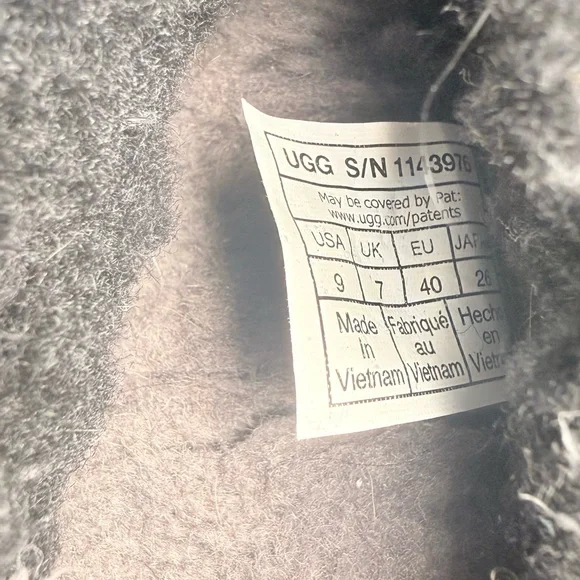 UGG S/N 1143976
May be covered by Pat:
www.ugg.com/patents
USA UK EU
9 7 40
Made in Vietnam
Fabriqué au Vietnam
en